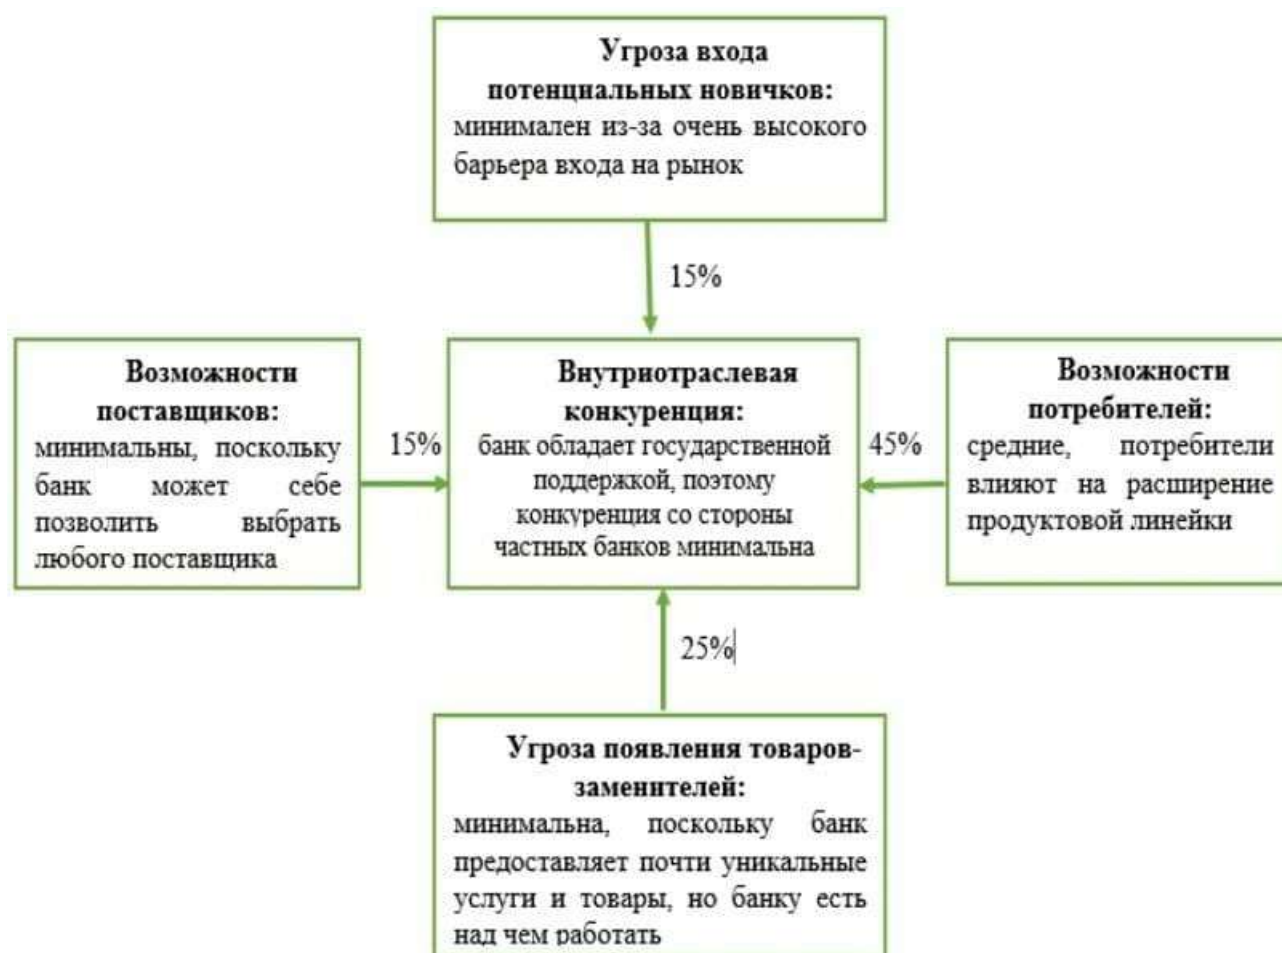 Угроза входа
потенциальных новичков:
минимален из-за очень высокого
барьера входа на рынок
15%
Возможности
поставщиков:
минимальны, поскольку
банк может себе
позволить выбрать
любого поставщика
15%
Внутриотраслевая
конкуренция:
банк обладает государственной
поддержкой, поэтому
конкуренция со стороны
частных банков минимальна
45%
Возможности
потребителей:
средние, потребители
влияют на расширение
продуктовой линейки
25%
Угроза появления товаров-
заменителей:
минимальна, поскольку банк
предоставляет почти уникальные
услуги и товары, но банку есть
над чем работать